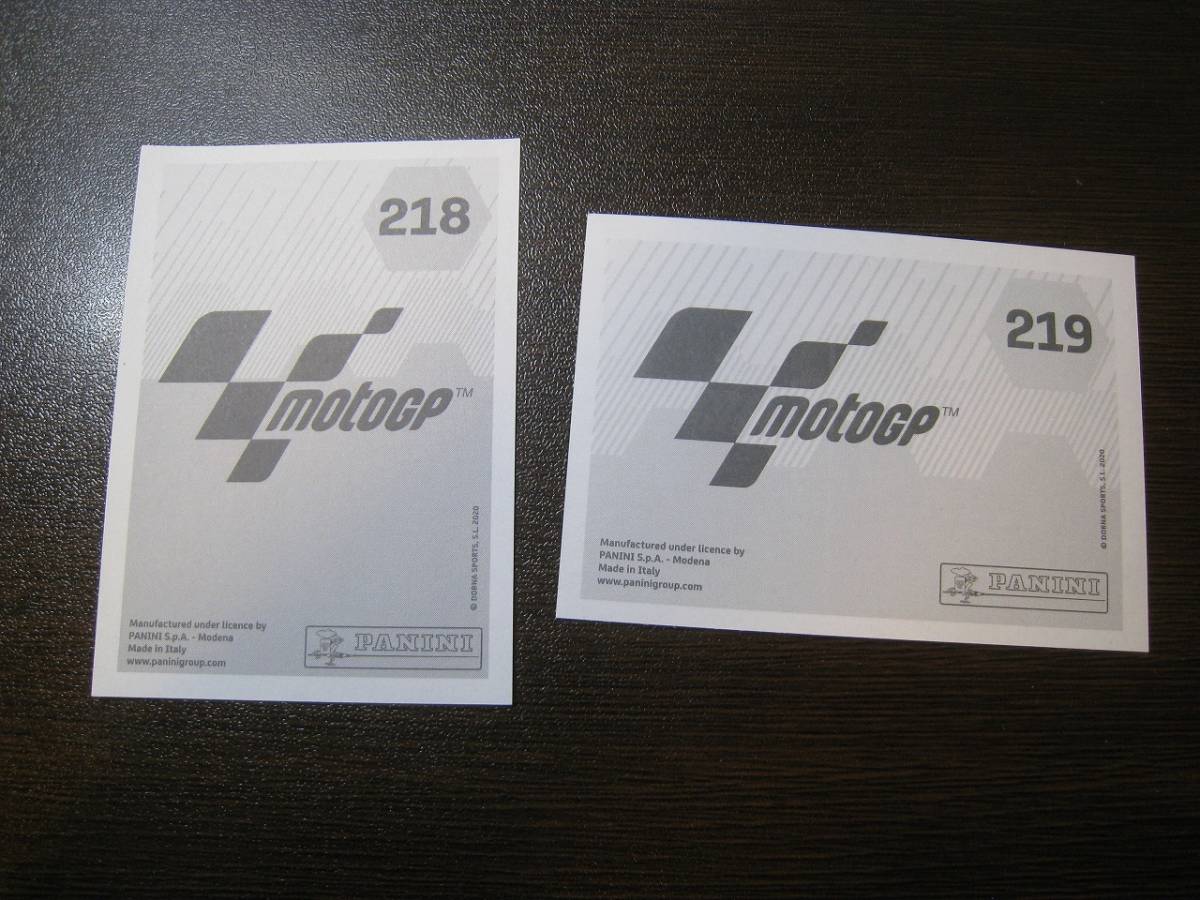 218
motoGP™
© DORNA SPORTS, S.L. 2020
Manufactured under licence by
PANINI S.p.A. - Modena
Made in Italy
www.paninigroup.com
PANINI
219
motoGP™
© DORNA SPORTS, S.L. 2020
Manufactured under licence by
PANINI S.p.A. - Modena
Made in Italy
www.paninigroup.com
PANINI